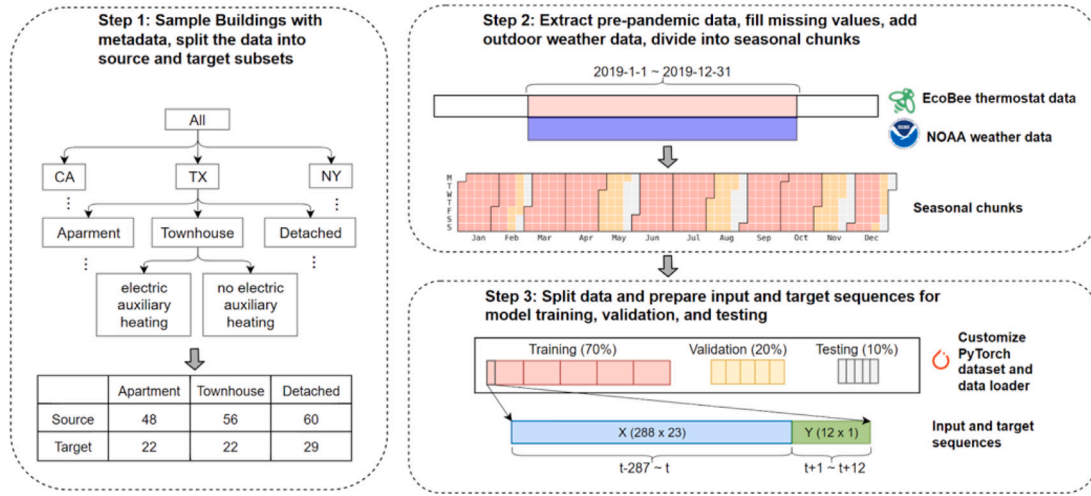 Step 1: Sample Buildings with
metadata, split the data into
source and target subsets
All
CA
TX
NY
⋮
⋮
Aparment
Townhouse
Detached
⋮
⋮
electric
auxiliary
heating
no electric
auxiliary
heating
Apartment Townhouse Detached
Source 48 56 60
Target 22 22 29
Step 2: Extract pre-pandemic data, fill missing values, add
outdoor weather data, divide into seasonal chunks
2019-1-1 ~ 2019-12-31
EcoBee thermostat data
NOAA weather data
M
T
W
T
F
S
S
Jan Feb Mar Apr May Jun Jul Aug Sep Oct Nov Dec
Seasonal chunks
Step 3: Split data and prepare input and target sequences for
model training, validation, and testing
Training (70%) Validation (20%) Testing (10%)
Customize
PyTorch
dataset and
data loader
X (288 x 23) Y (12 x 1)
Input and target
sequences
t-287 ~ t t+1 ~ t+12